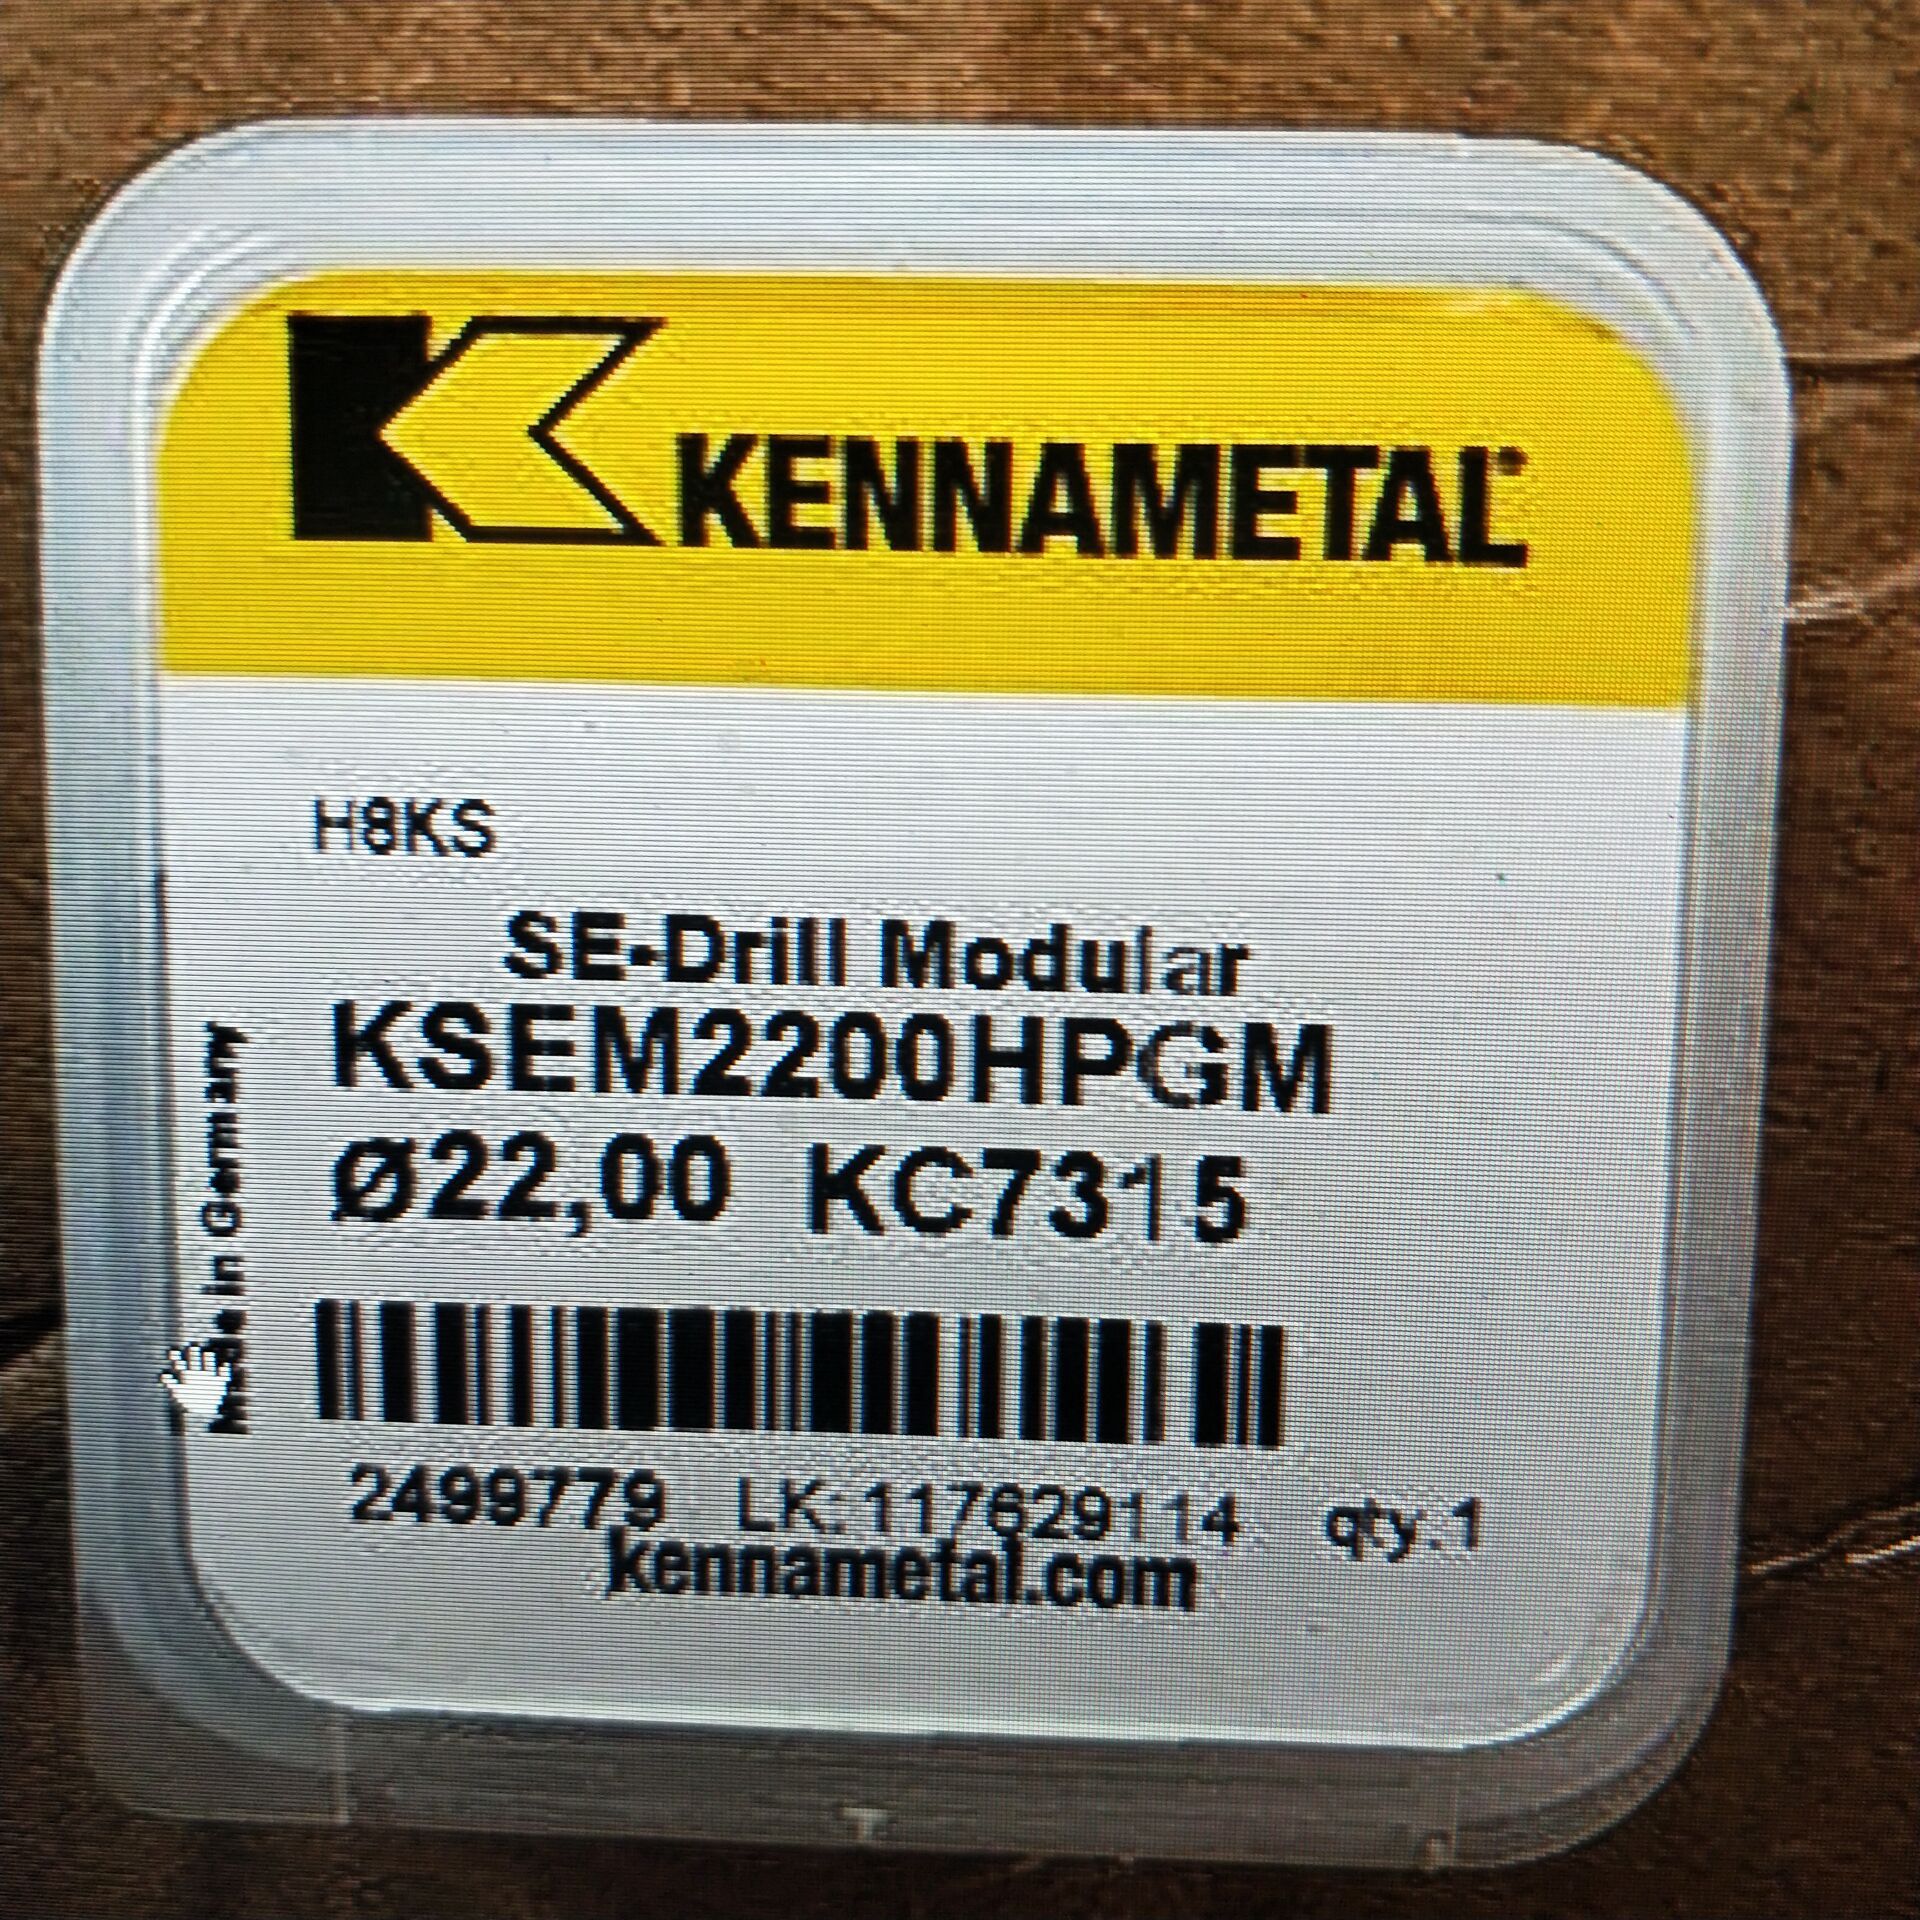 KENNAMETAL
H8KS
SE-Drill Modular
KSEM2200HPGM
Ø22,00 KC7315
Made in Germany
2499779 LK:117629114 qty:1
kennametal.com